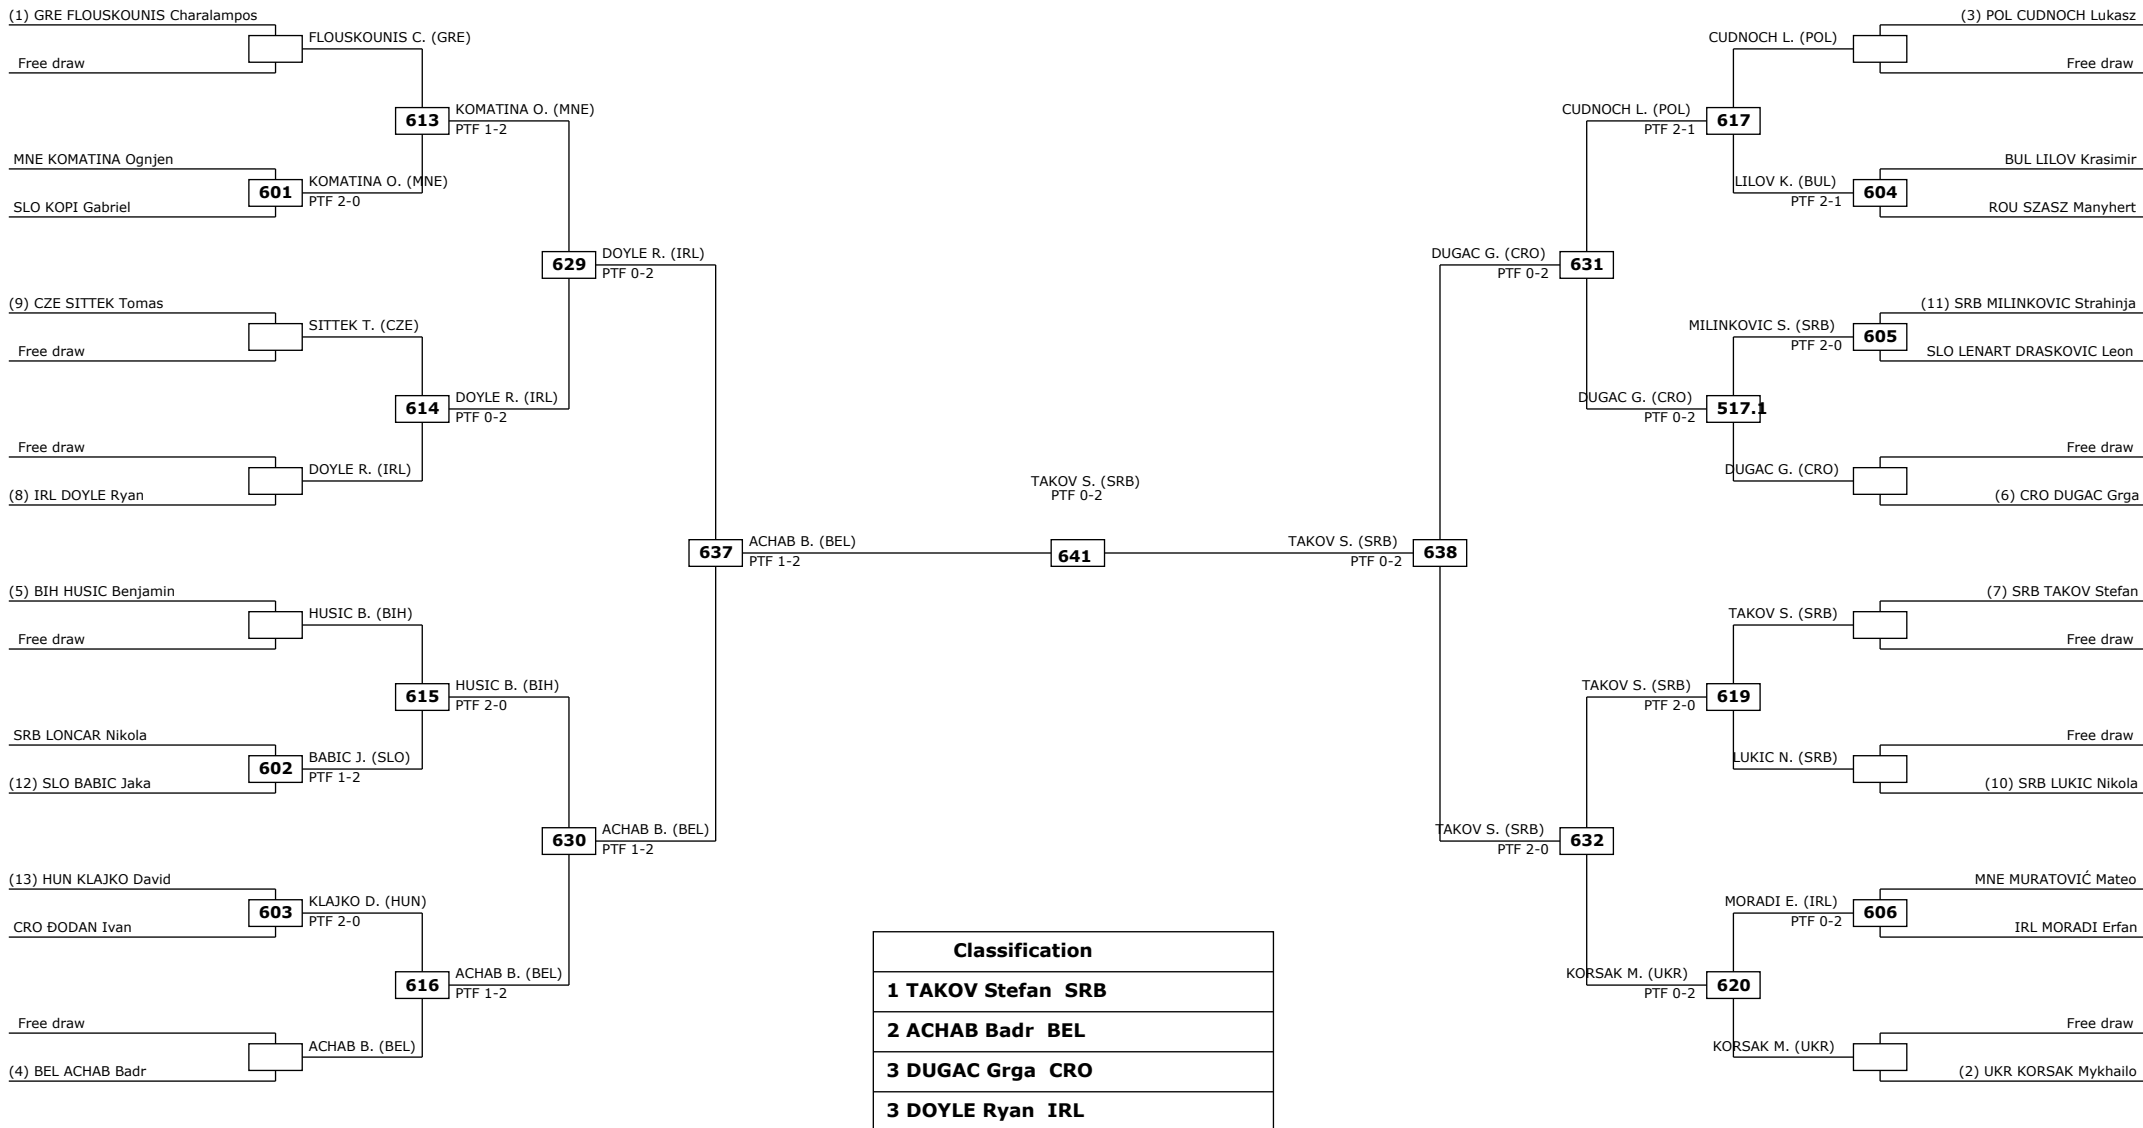 (1) GRE FLOUSKOUNIS Charalampos
Free draw
FLOUSKOUNIS C. (GRE)
613
KOMATINA O. (MNE)
PTF 1-2
MNE KOMATINA Ognjen
601
KOMATINA O. (MNE)
PTF 2-0
SLO KOPI Gabriel
629
DOYLE R. (IRL)
PTF 0-2
(9) CZE SITTEK Tomas
Free draw
SITTEK T. (CZE)
614
DOYLE R. (IRL)
PTF 0-2
Free draw
DOYLE R. (IRL)
(8) IRL DOYLE Ryan
637
ACHAB B. (BEL)
PTF 1-2
(5) BIH HUSIC Benjamin
Free draw
HUSIC B. (BIH)
615
HUSIC B. (BIH)
PTF 2-0
SRB LONCAR Nikola
602
BABIC J. (SLO)
PTF 1-2
(12) SLO BABIC Jaka
630
ACHAB B. (BEL)
PTF 1-2
(13) HUN KLAJKO David
603
KLAJKO D. (HUN)
PTF 2-0
CRO ĐODAN Ivan
616
ACHAB B. (BEL)
PTF 1-2
Free draw
ACHAB B. (BEL)
(4) BEL ACHAB Badr
TAKOV S. (SRB)
PTF 0-2
641
(3) POL CUDNOCH Lukasz
CUDNOCH L. (POL)
Free draw
CUDNOCH L. (POL)
PTF 2-1
617
BUL LILOV Krasimir
LILOV K. (BUL)
PTF 2-1
604
ROU SZASZ Manyhert
DUGAC G. (CRO)
PTF 0-2
631
(11) SRB MILINKOVIC Strahinja
MILINKOVIC S. (SRB)
PTF 2-0
605
SLO LENART DRASKOVIC Leon
DUGAC G. (CRO)
PTF 0-2
517.1
Free draw
DUGAC G. (CRO)
(6) CRO DUGAC Grga
TAKOV S. (SRB)
PTF 0-2
638
(7) SRB TAKOV Stefan
TAKOV S. (SRB)
Free draw
TAKOV S. (SRB)
PTF 2-0
619
Free draw
LUKIC N. (SRB)
(10) SRB LUKIC Nikola
TAKOV S. (SRB)
PTF 2-0
632
MNE MURATOVIĆ Mateo
MORADI E. (IRL)
PTF 0-2
606
IRL MORADI Erfan
KORSAK M. (UKR)
PTF 0-2
620
Free draw
KORSAK M. (UKR)
(2) UKR KORSAK Mykhailo
Classification
1 TAKOV Stefan SRB
2 ACHAB Badr BEL
3 DUGAC Grga CRO
3 DOYLE Ryan IRL